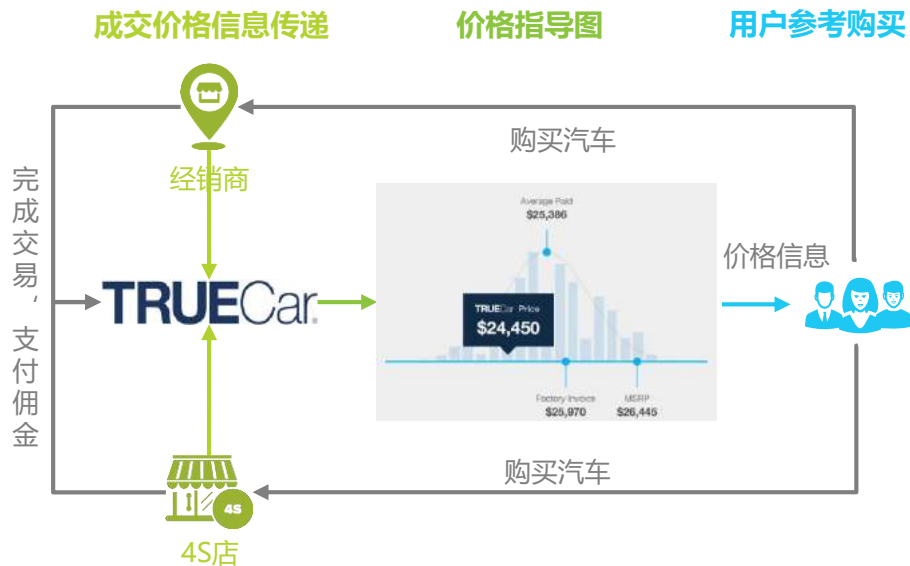 成交价格信息传递
价格指导图
用户参考购买
购买汽车
经销商
完成交易，支付佣金
Average Paid
$25,386
价格信息
TRUECar.
TRUECar Price
$24,450
Factory Invoice
$25,970
MSRP
$26,445
购买汽车
4S
4S店